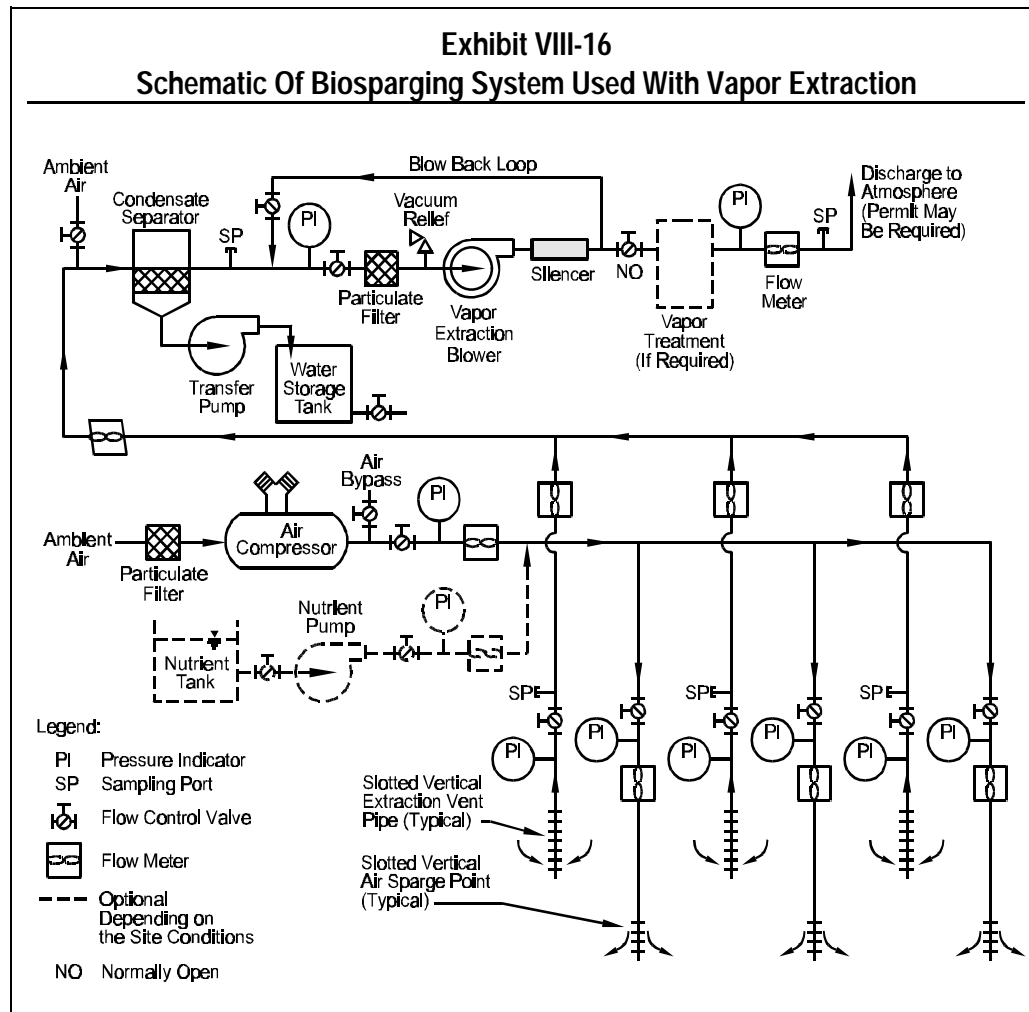 Exhibit VIII-16
Schematic Of Biosparging System Used With Vapor Extraction
Ambient
Air
Condensate
Separator
SP
Blow Back Loop
PI
Vacuum
Relief
Particulate
Filter
Vapor
Extraction
Blower
Silencer
NO
Vapor
Treatment
(If Required)
PI
Flow
Meter
SP
Discharge to
Atmosphere
(Permit May
Be Required)
Transfer
Pump
Water
Storage
Tank
Ambient
Air
Particulate
Filter
Air
Compressor
Air
Bypass
PI
Nutrient
Tank
Nutrient
Pump
PI
SP
SP
SP
PI
PI
PI
PI
PI
PI
Slotted Vertical
Extraction Vent
Pipe (Typical)
Slotted Vertical
Air Sparge Point
(Typical)
Legend:
PI Pressure Indicator
SP Sampling Port
Flow Control Valve
Flow Meter
Optional
Depending on
the Site Conditions
NO Normally Open